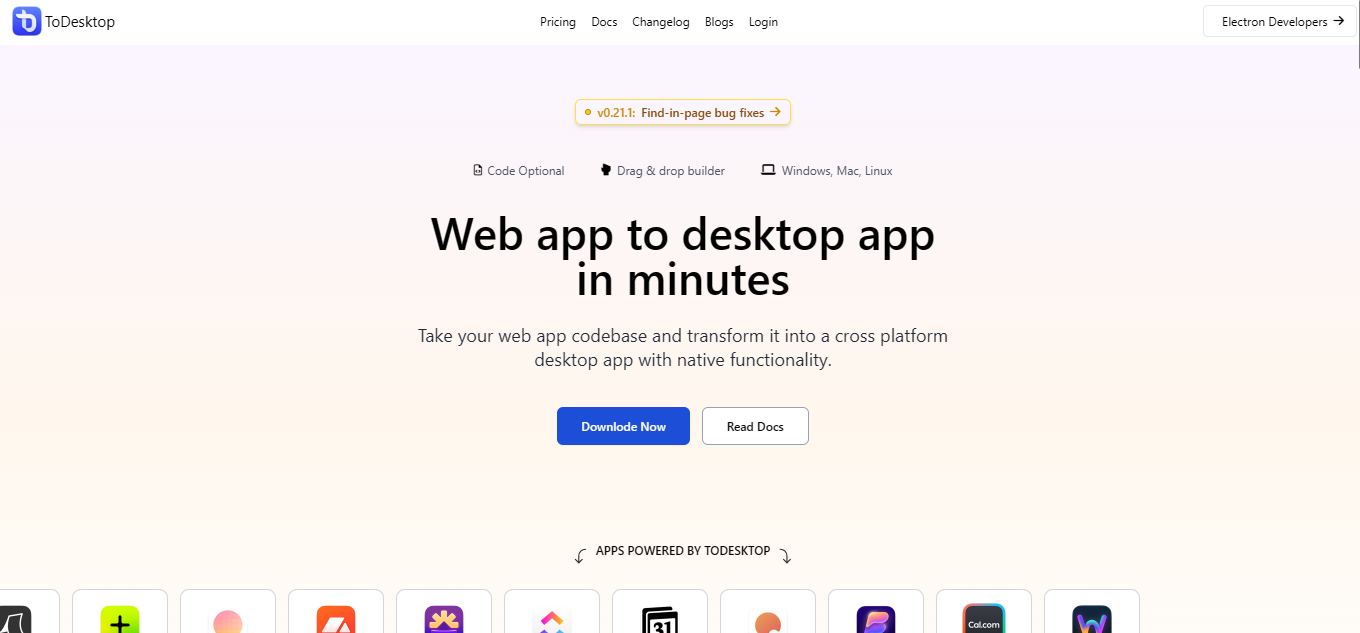 ToDesktop
Pricing Docs Changelog Blogs Login
Electron Developers →
v0.21.1: Find-in-page bug fixes →
Code Optional
Drag & drop builder
Windows, Mac, Linux
Web app to desktop app
in minutes
Take your web app codebase and transform it into a cross platform
desktop app with native functionality.
Downlode Now
Read Docs
APPS POWERED BY TODESKTOP
31
Cal.com